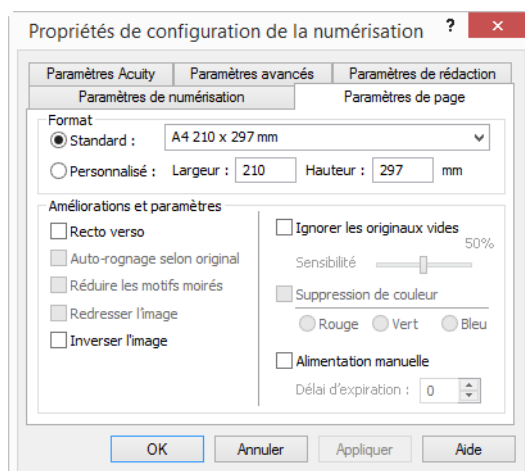 Propriétés de configuration de la numérisation ? ×
Paramètres Acuity Paramètres avancés Paramètres de rédaction
Paramètres de numérisation Paramètres de page
Format
Standard : A4 210 x 297 mm
Personnalisé : Largeur : 210 Hauteur : 297 mm
Améliorations et paramètres
Recto verso
Auto-rognage selon original
Réduire les motifs moirés
Redresser l'image
Inverser l'image
Ignorer les originaux vides
50%
Sensibilité
Suppression de couleur
Rouge Vert Bleu
Alimentation manuelle
Délai d'expiration : 0
OK Annuler Appliquer Aide